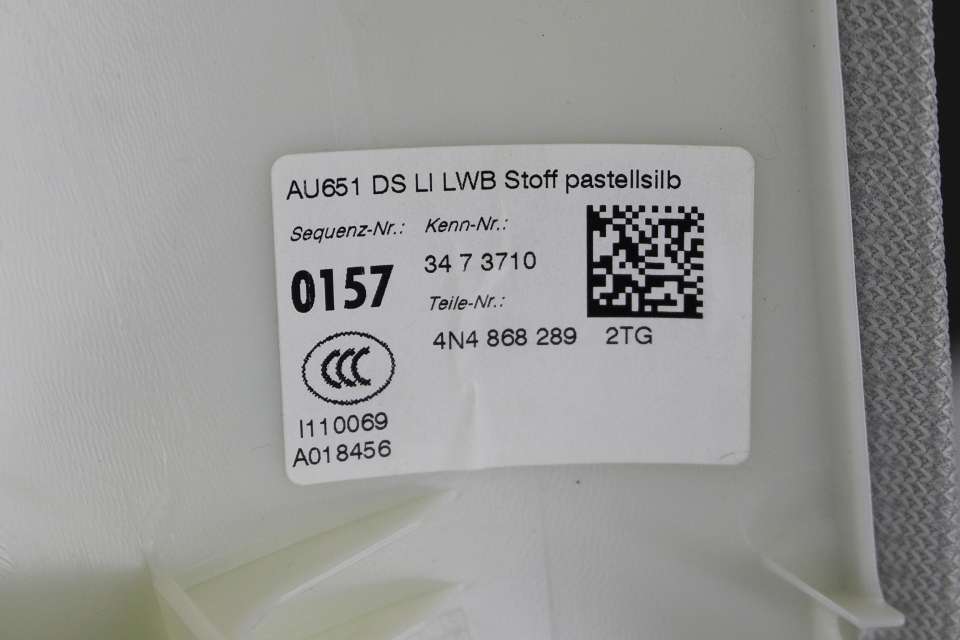 AU651 DS LI LWB Stoff pastellsilb
Sequenz-Nr.: Kenn-Nr.:
0157 34 7 3710
Teile-Nr.:
4N4 868 289 2TG
CCC
I110069
A018456